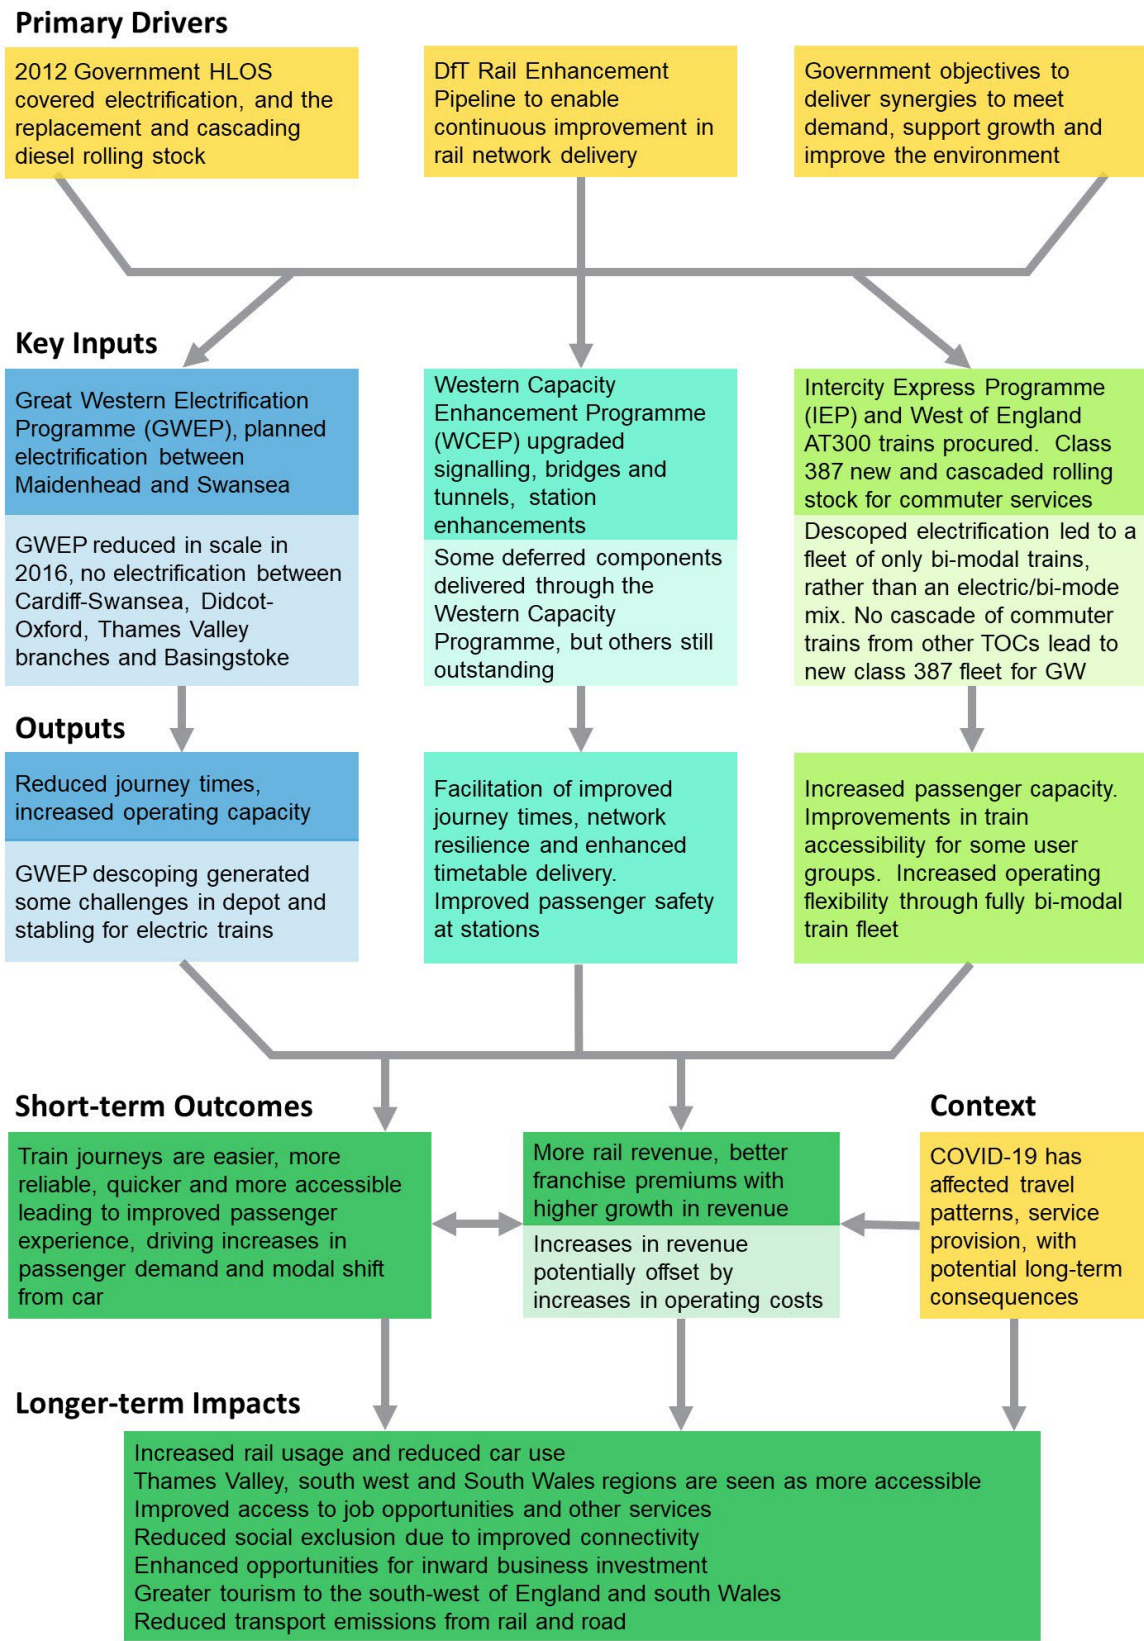 Primary Drivers
2012 Government HLOS
covered electrification, and the
replacement and cascading
diesel rolling stock
DfT Rail Enhancement
Pipeline to enable
continuous improvement in
rail network delivery
Government objectives to
deliver synergies to meet
demand, support growth and
improve the environment
Key Inputs
Great Western Electrification
Programme (GWEP), planned
electrification between
Maidenhead and Swansea
GWEP reduced in scale in
2016, no electrification between
Cardiff-Swansea, Didcot-
Oxford, Thames Valley
branches and Basingstoke
Western Capacity
Enhancement Programme
(WCEP) upgraded
signalling, bridges and
tunnels, station
enhancements
Some deferred components
delivered through the
Western Capacity
Programme, but others still
outstanding
Intercity Express Programme
(IEP) and West of England
AT300 trains procured. Class
387 new and cascaded rolling
stock for commuter services
Descoped electrification led to a
fleet of only bi-modal trains,
rather than an electric/bi-mode
mix. No cascade of commuter
trains from other TOCs lead to
new class 387 fleet for GW
Outputs
Reduced journey times,
increased operating capacity
GWEP descoping generated
some challenges in depot and
stabling for electric trains
Facilitation of improved
journey times, network
resilience and enhanced
timetable delivery.
Improved passenger safety
at stations
Increased passenger capacity.
Improvements in train
accessibility for some user
groups. Increased operating
flexibility through fully bi-modal
train fleet
Short-term Outcomes
Train journeys are easier, more
reliable, quicker and more accessible
leading to improved passenger
experience, driving increases in
passenger demand and modal shift
from car
More rail revenue, better
franchise premiums with
higher growth in revenue
Increases in revenue
potentially offset by
increases in operating costs
Context
COVID-19 has
affected travel
patterns, service
provision, with
potential long-term
consequences
Longer-term Impacts
Increased rail usage and reduced car use
Thames Valley, south west and South Wales regions are seen as more accessible
Improved access to job opportunities and other services
Reduced social exclusion due to improved connectivity
Enhanced opportunities for inward business investment
Greater tourism to the south-west of England and south Wales
Reduced transport emissions from rail and road